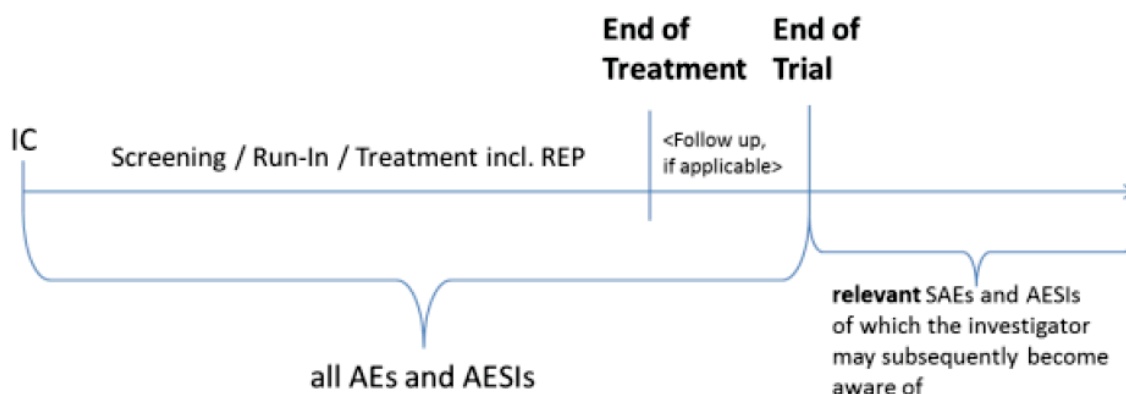 End of
Treatment
End of
Trial
IC
Screening / Run-In / Treatment incl. REP
<Follow up,
if applicable>
all AEs and AESIs
relevant SAEs and AESIs
of which the investigator
may subsequently become
aware of